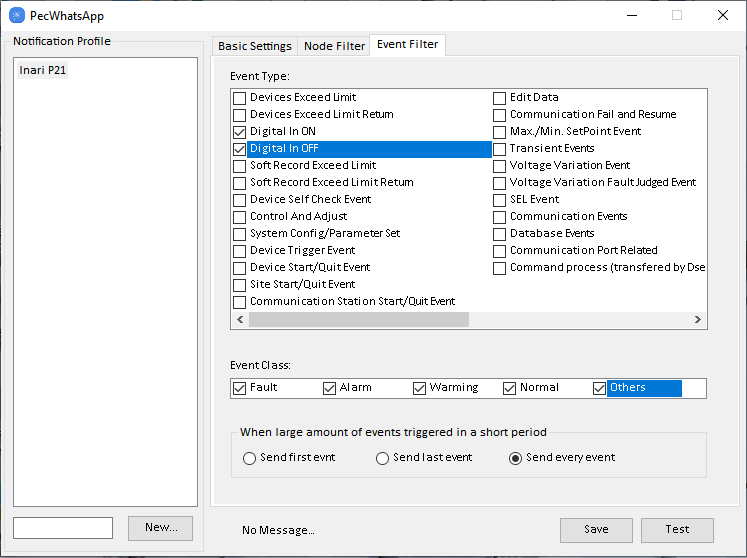 PecWhatsApp
Notification Profile
Inari P21
Basic Settings
Node Filter
Event Filter
Event Type:
Devices Exceed Limit
Devices Exceed Limit Return
Digital In ON
Digital In OFF
Soft Record Exceed Limit
Soft Record Exceed Limit Return
Device Self Check Event
Control And Adjust
System Config/Parameter Set
Device Trigger Event
Device Start/Quit Event
Site Start/Quit Event
Communication Station Start/Quit Event
Edit Data
Communication Fail and Resume
Max./Min. SetPoint Event
Transient Events
Voltage Variation Event
Voltage Variation Fault Judged Event
SEL Event
Communication Events
Database Events
Communication Port Related
Command process (transfered by Dse
Event Class:
Fault
Alarm
Warming
Normal
Others
When large amount of events triggered in a short period
Send first evnt
Send last event
Send every event
New...
No Message...
Save
Test